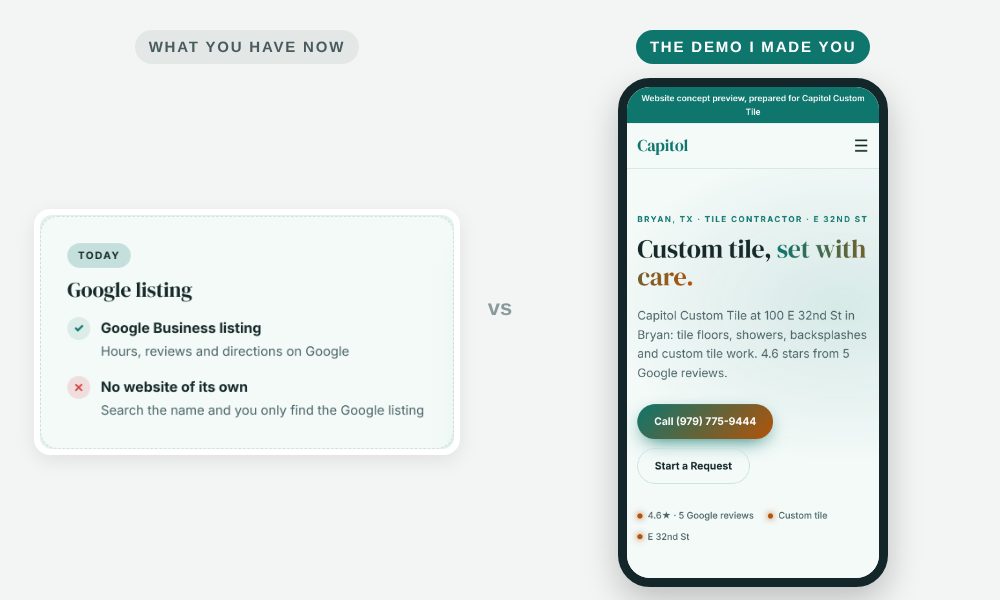 WHAT YOU HAVE NOW
TODAY
Google listing
Google Business listing
Hours, reviews and directions on Google
No website of its own
Search the name and you only find the Google listing
vs
THE DEMO I MADE YOU
Website concept preview, prepared for Capitol Custom
Tile
Capitol
BRYAN, TX · TILE CONTRACTOR · E 32ND ST
Custom tile, set with
care.
Capitol Custom Tile at 100 E 32nd St in
Bryan: tile floors, showers, backsplashes
and custom tile work. 4.6 stars from 5
Google reviews.
Call (979) 775-9444
Start a Request
4.6★ · 5 Google reviews
Custom tile
E 32nd St